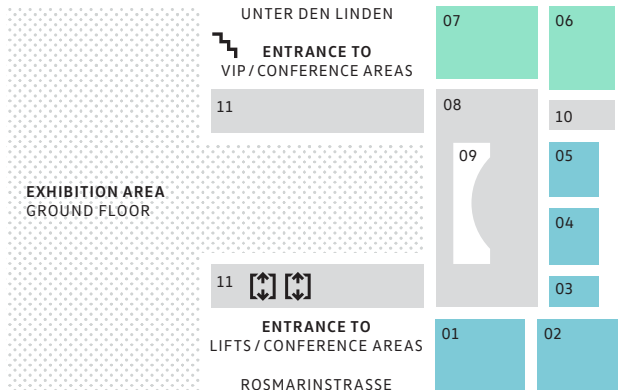 UNTER DEN LINDEN
ENTRANCE TO
VIP / CONFERENCE AREAS
07
06
11
08
10
09
05
EXHIBITION AREA
GROUND FLOOR
04
11
03
ENTRANCE TO
LIFTS / CONFERENCE AREAS
01
02
ROSMARINSTRASSE